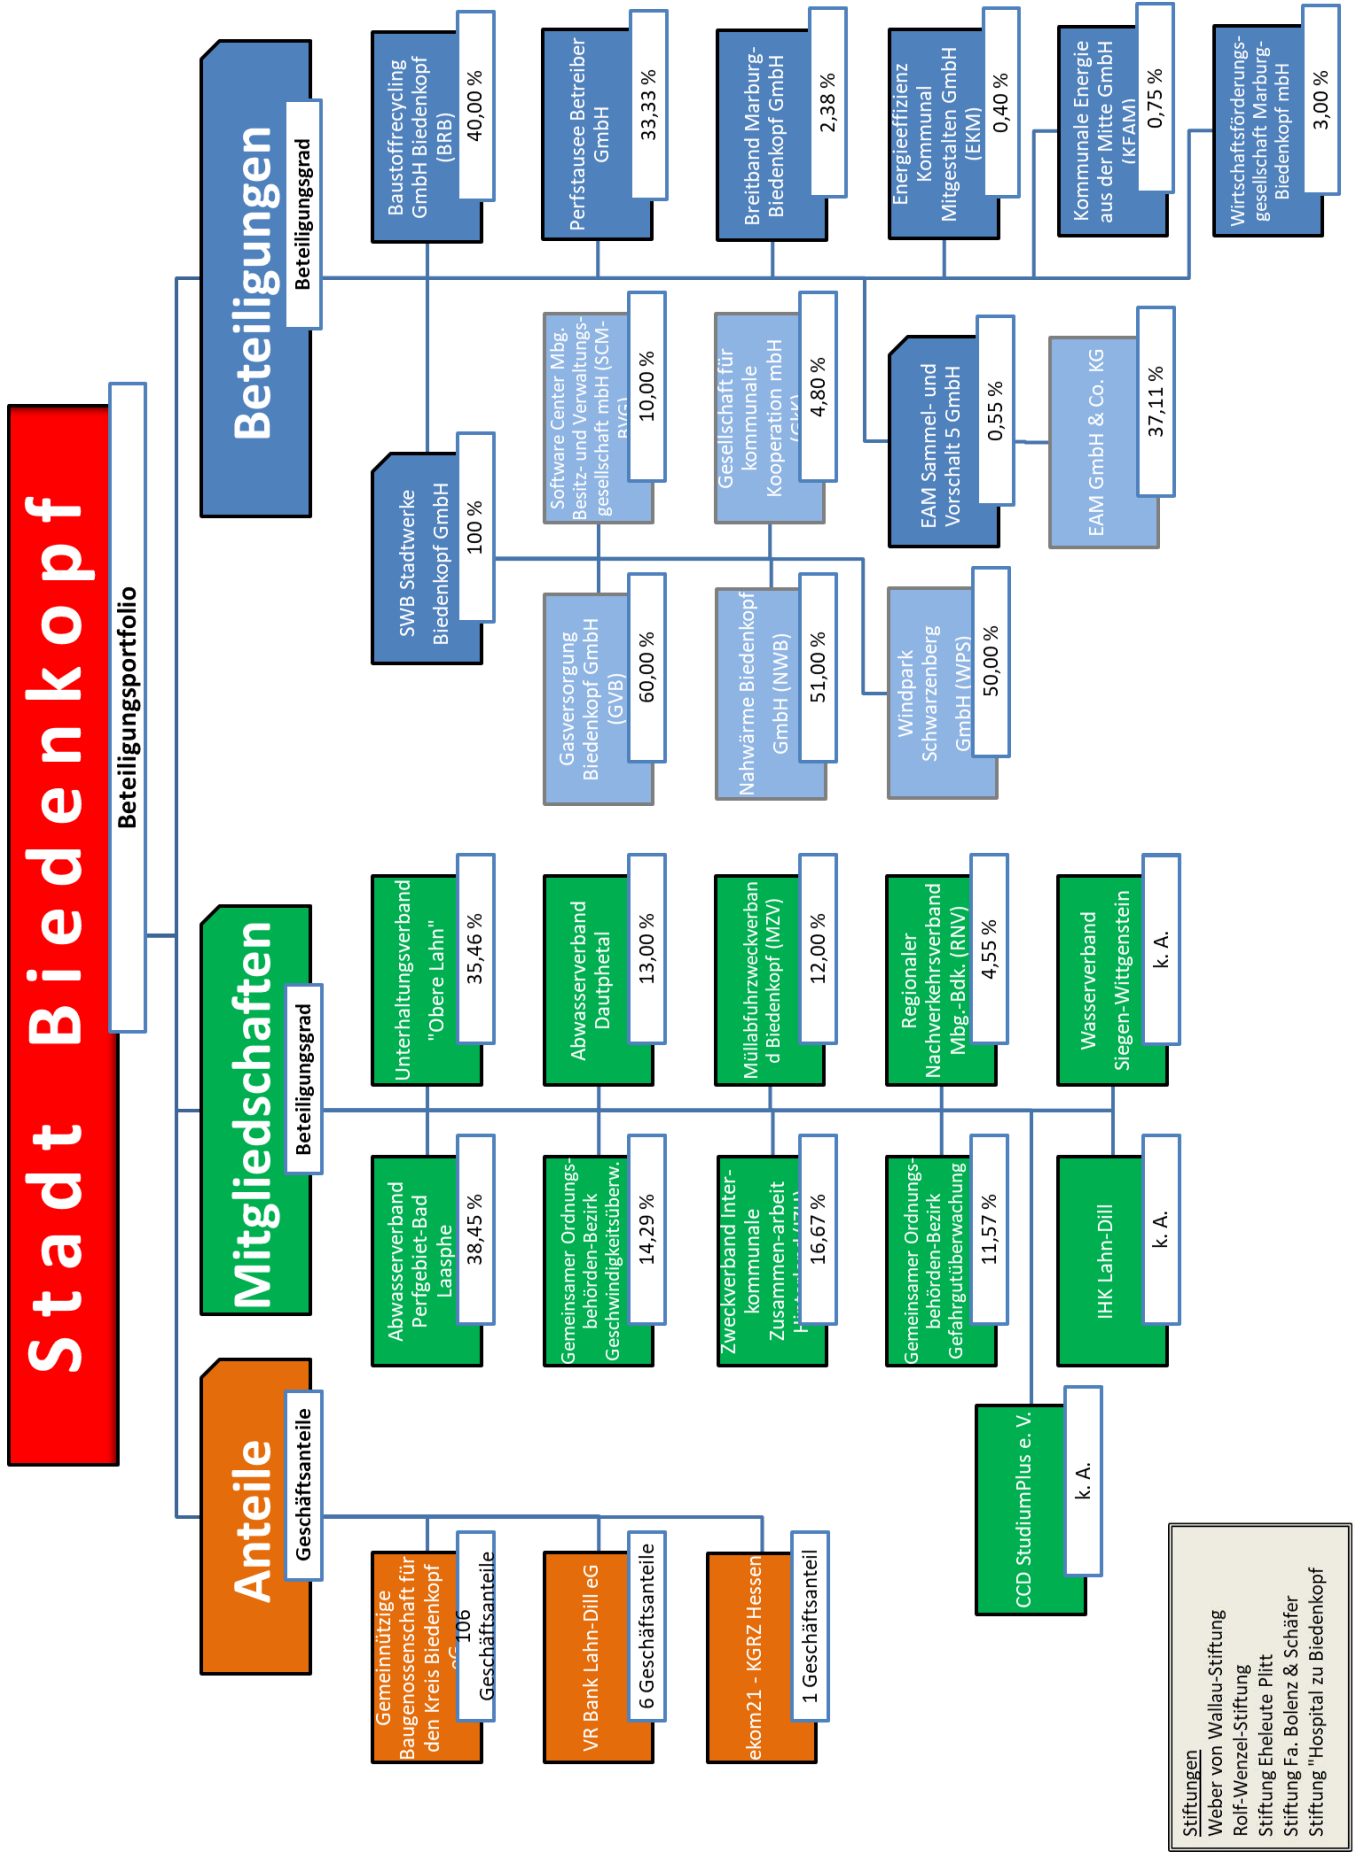 Stadt Biedenkopf
Beteiligungsportfolio
Anteile
Geschäftsanteile
Gemeinnützige
Baugenossenschaft für
den Kreis Biedenkopf
eG
106
Geschäftsanteile
VR Bank Lahn-Dill eG
6 Geschäftsanteile
ekom21 - KGRZ Hessen
1 Geschäftsanteil
Mitgliedschaften
Beteiligungsgrad
Abwasserverband
Perfgebiet-Bad
Laasphe
38,45 %
Unterhaltungsverband
"Obere Lahn"
35,46 %
Gemeinsamer Ordnungs-
behörden-Bezirk
Geschwindigkeitsüberw.
14,29 %
Abwasserverband
Dautphetal
13,00 %
Zweckverband Inter-
kommunale
Zusammen-arbeit
16,67 %
Müllabfuhrzweckverban
d Biedenkopf (MZV)
12,00 %
Gemeinsamer Ordnungs-
behörden-Bezirk
Gefahrgutüberwachung
11,57 %
Regionaler
Nachverkehrsverband
Mbg.-Bdk. (RNV)
4,55 %
IHK Lahn-Dill
k. A.
Wasserverband
Siegen-Wittgenstein
k. A.
CCD StudiumPlus e. V.
k. A.
Beteiligungen
Beteiligungsgrad
SWB Stadtwerke
Biedenkopf GmbH
100 %
Baustoffrecycling
GmbH Biedenkopf
(BRB)
40,00 %
Gasversorgung
Biedenkopf GmbH
(GVB)
60,00 %
Software Center Mbg.
Besitz- und Verwaltungs-
gesellschaft mbH (SCM-
BVG)
10,00 %
Perfstausee Betreiber
GmbH
33,33 %
Nahwärme Biedenkopf
GmbH (NWB)
51,00 %
Gesellschaft für
kommunale
Kooperation mbH
(GkK)
4,80 %
Breitband Marburg-
Biedenkopf GmbH
2,38 %
Windpark
Schwarzenberg
GmbH (WPS)
50,00 %
EAM Sammel- und
Vorschalt 5 GmbH
0,55 %
Energieeffizienz
Kommunal
Mitgestalten GmbH
(EKM)
0,40 %
EAM GmbH & Co. KG
37,11 %
Kommunale Energie
aus der Mitte GmbH
(KEAM)
0,75 %
Wirtschaftsförderungs-
gesellschaft Marburg-
Biedenkopf mbH
3,00 %
Stiftungen
Weber von Wallau-Stiftung
Rolf-Wenzel-Stiftung
Stiftung Eheleute Plitt
Stiftung Fa. Bolenz & Schäfer
Stiftung "Hospital zu Biedenkopf